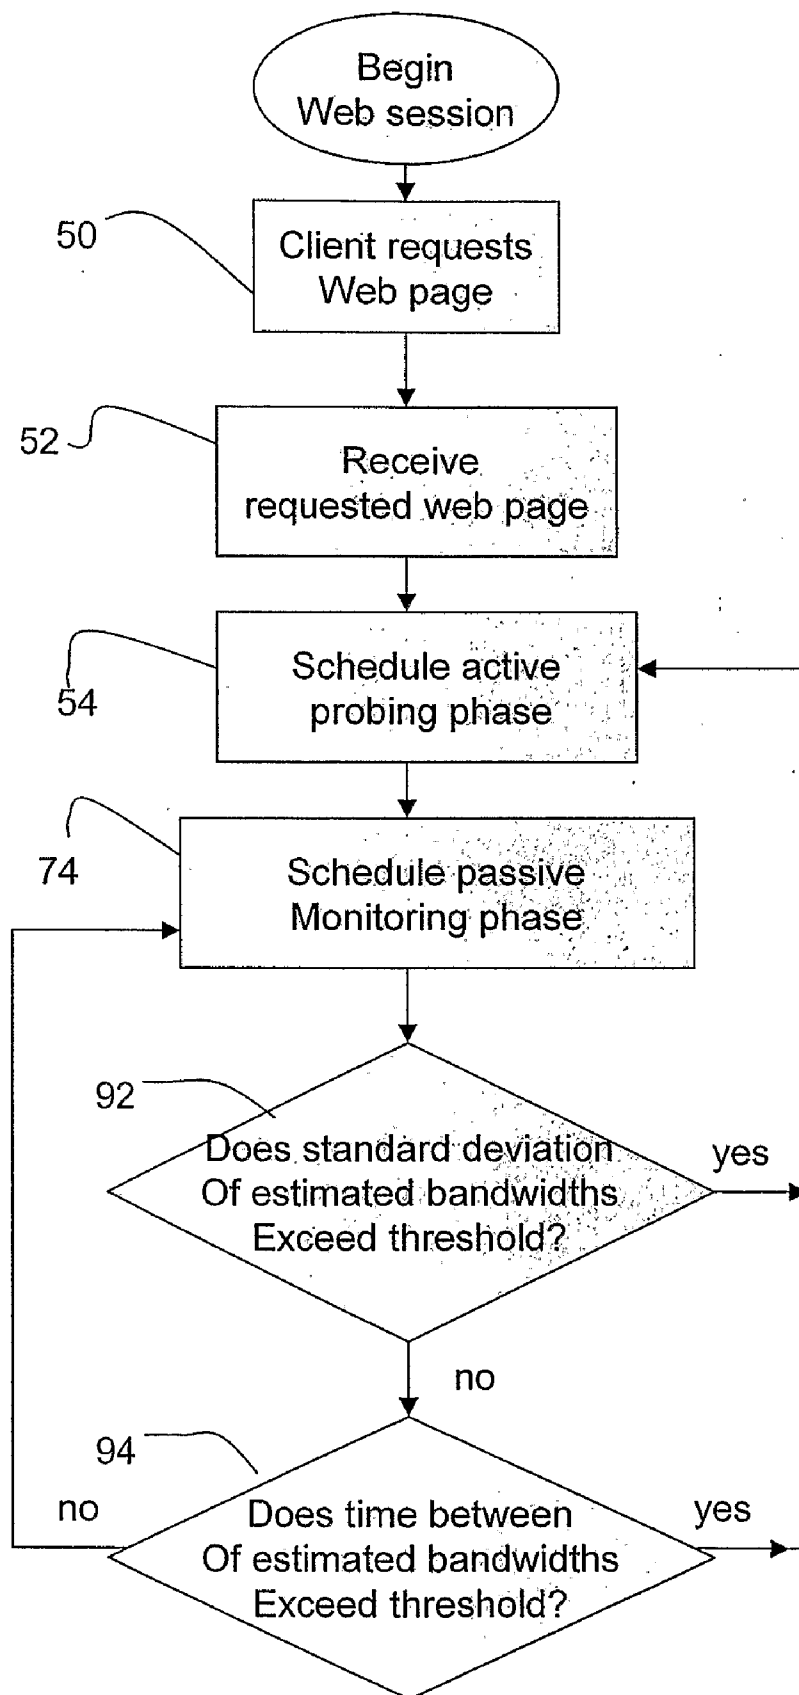 Begin
Web session
50
Client requests
Web page
52
Receive
requested web page
54
Schedule active
probing phase
74
Schedule passive
Monitoring phase
92
Does standard deviation
Of estimated bandwidths
Exceed threshold?
yes
no
94
Does time between
Of estimated bandwidths
Exceed threshold?
no
yes